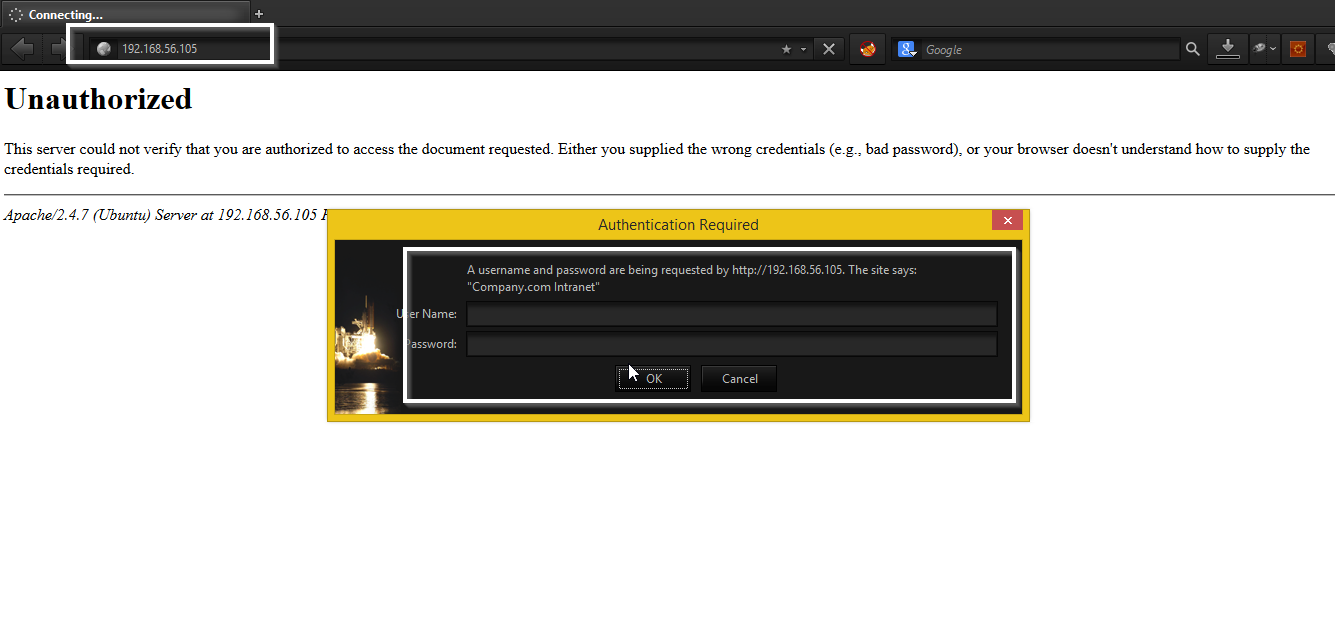 Connecting...
192.168.56.105
Google
Unauthorized
This server could not verify that you are authorized to access the document requested. Either you supplied the wrong credentials (e.g., bad password), or your browser doesn't understand how to supply the
credentials required.
Apache/2.4.7 (Ubuntu) Server at 192.168.56.105
Authentication Required
A username and password are being requested by http://192.168.56.105. The site says:
"Company.com Intranet"
User Name:
Password:
OK
Cancel